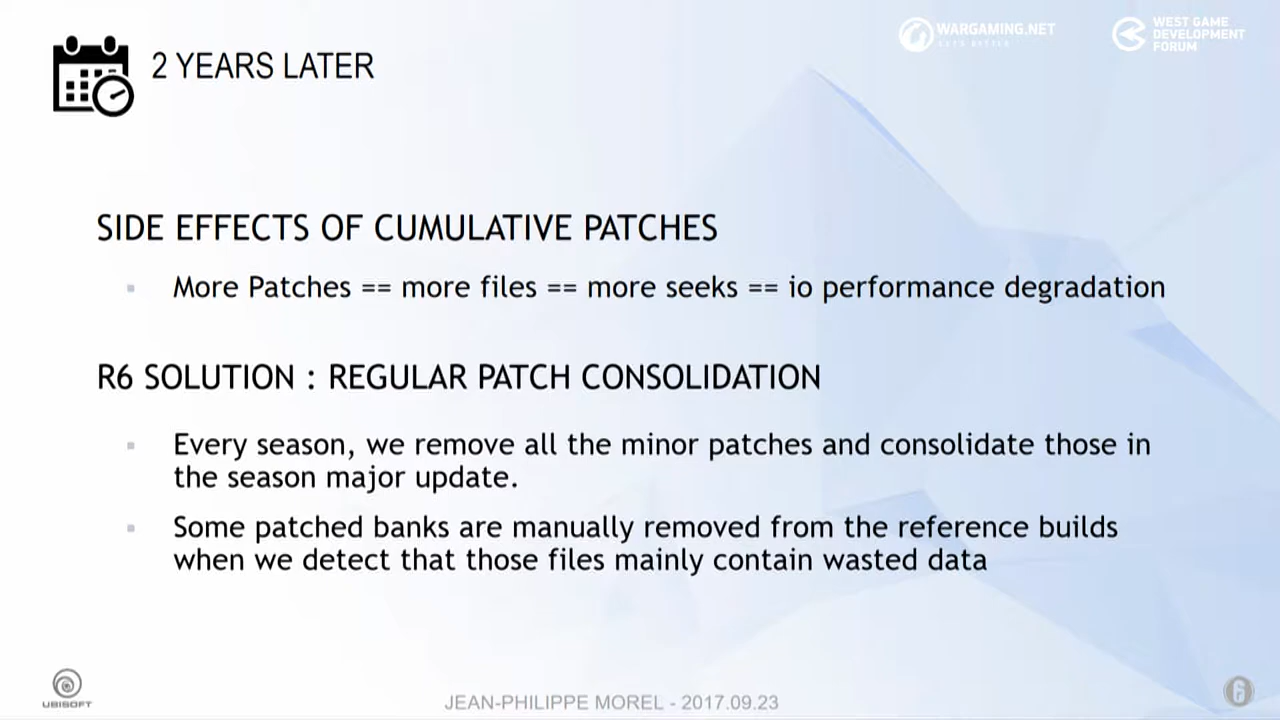 WARGAMING.NET
LET'S BATTLE
WEST GAME
DEVELOPMENT
FORUM
2 YEARS LATER
SIDE EFFECTS OF CUMULATIVE PATCHES
More Patches == more files == more seeks == io performance degradation
R6 SOLUTION : REGULAR PATCH CONSOLIDATION
Every season, we remove all the minor patches and consolidate those in
the season major update.
Some patched banks are manually removed from the reference builds
when we detect that those files mainly contain wasted data
UBISOFT
JEAN-PHILIPPE MOREL - 2017.09.23
6